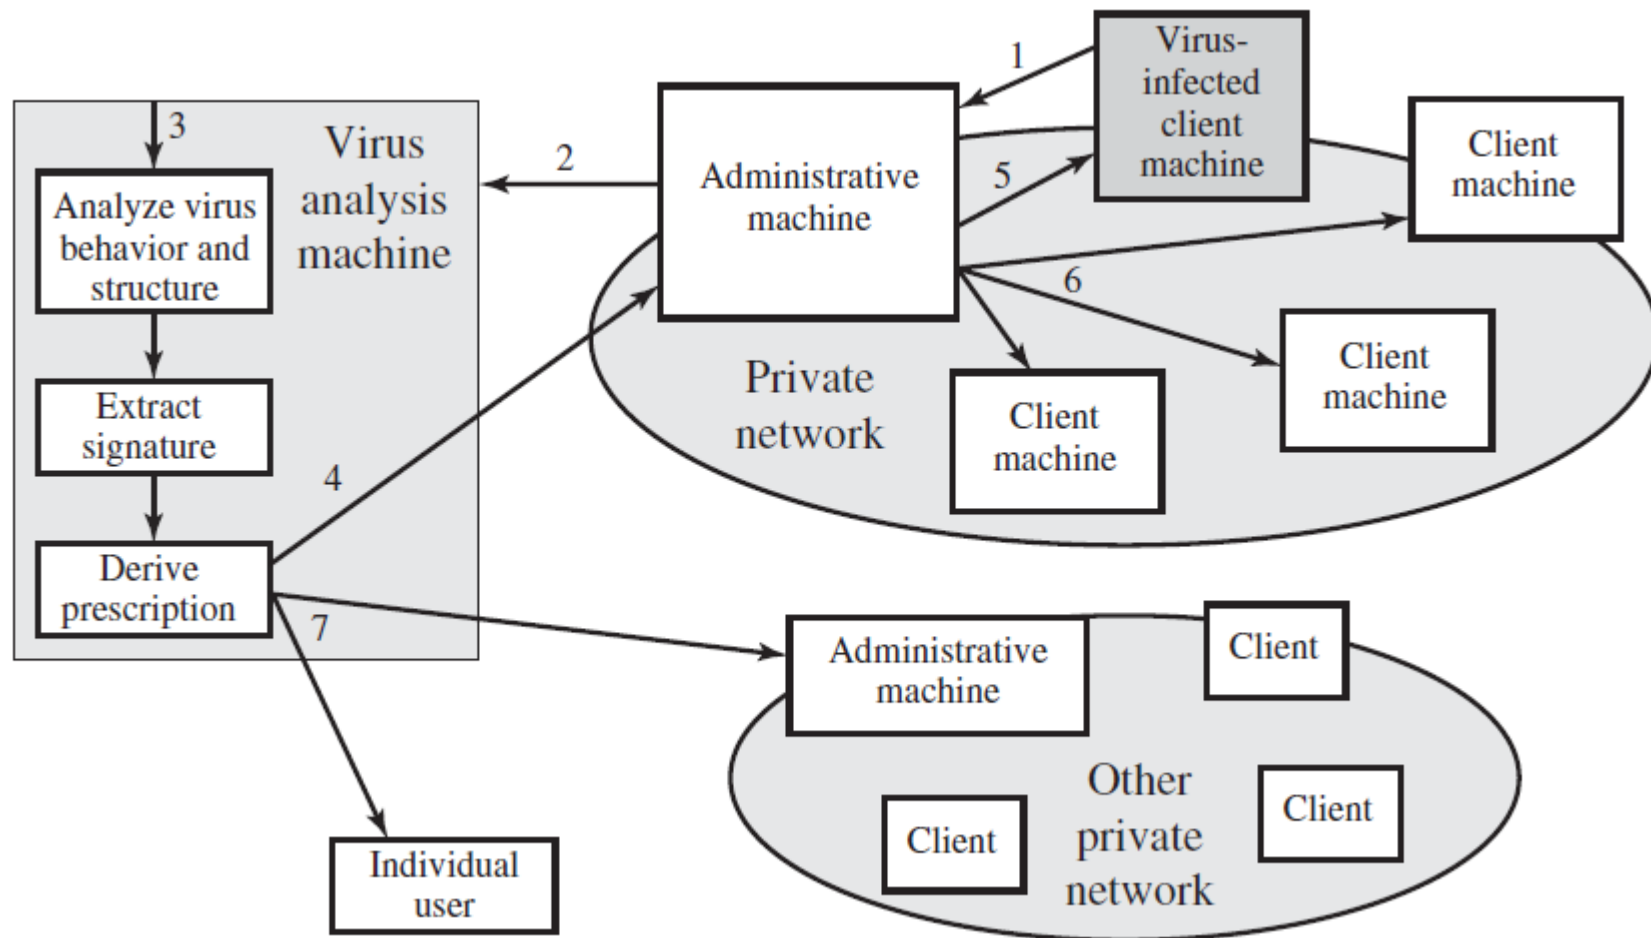 1
Virus-
infected
client
machine
3
Virus
analysis
machine
2
Administrative
machine
5
Client
machine
Analyze virus
behavior and
structure
6
Client
machine
Private
network
Client
machine
Extract
signature
4
Derive
prescription
7
Administrative
machine
Client
Other
private
network
Client
Client
Individual
user